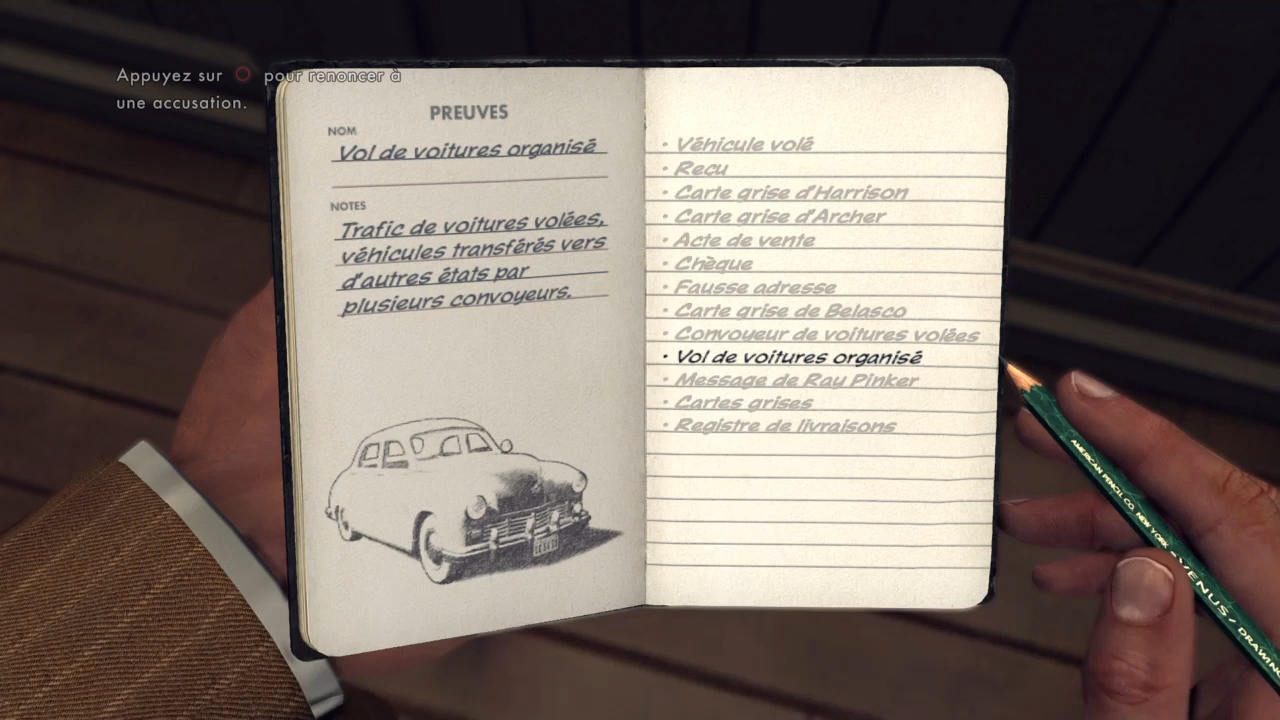 Appuyez sur O pour renoncer à
une accusation.
PREUVES
NOM
Vol de voitures organisé
NOTES
Trafic de voitures volées,
véhicules transférés vers
d'autres états par
plusieurs convoyeurs.
• Véhicule volé
• Recu
• Carte grise d'Harrison
• Carte grise d'Archer
• Acte de vente
• Chèque
• Fausse adresse
• Carte grise de Belasco
• Convoyeur de voitures volées
• Vol de voitures organisé
• Message de Ray Pinker
• Cartes grises
• Registre de livraisons
AMERICAN PENCIL CO. NEW YORK VENUS / DRAWING